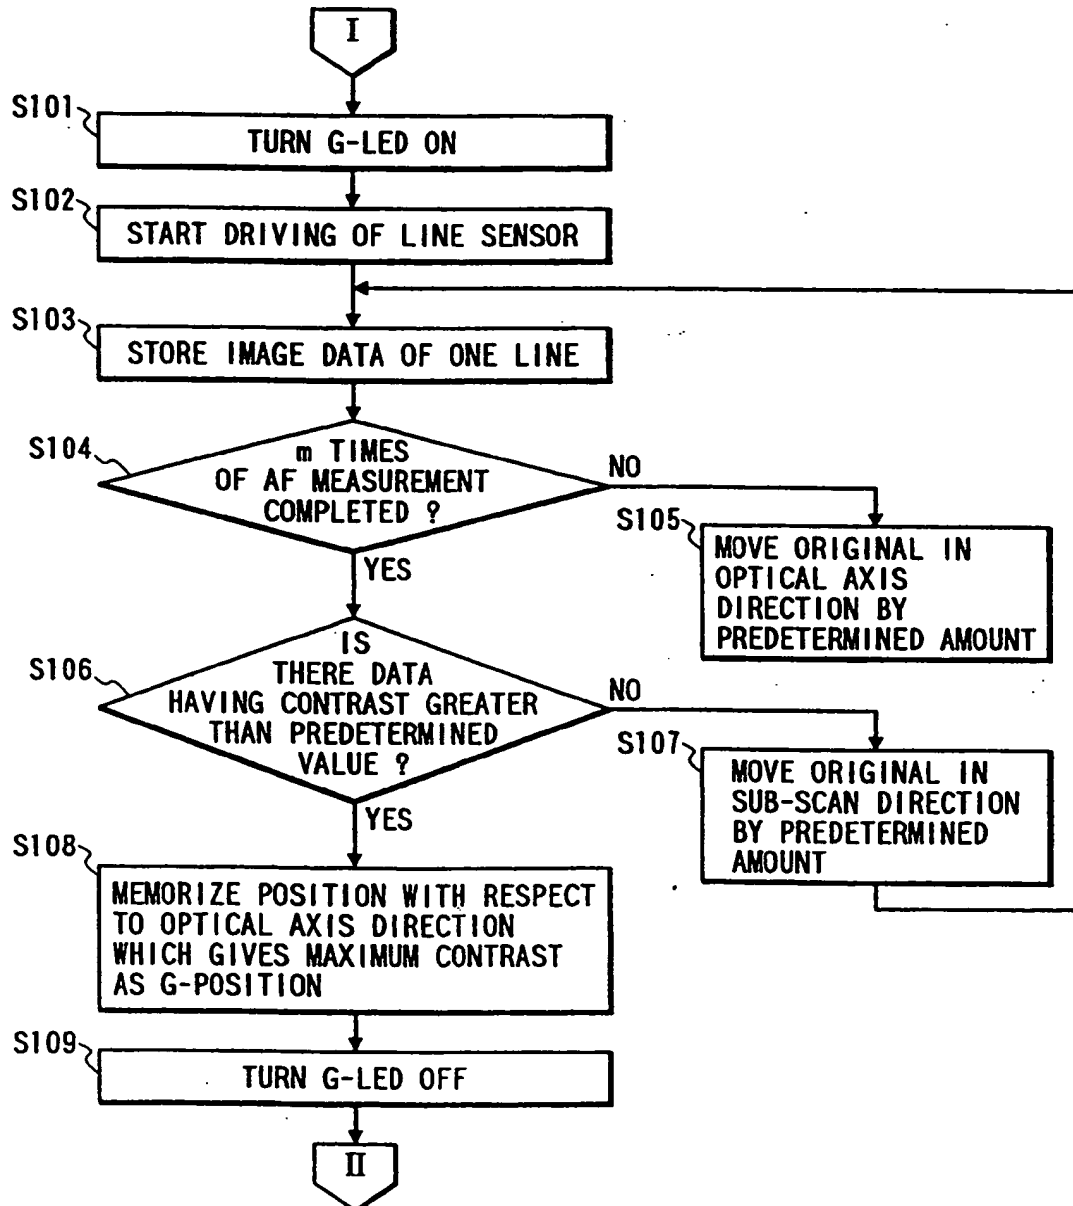 I
S101
TURN G-LED ON
S102
START DRIVING OF LINE SENSOR
S103
STORE IMAGE DATA OF ONE LINE
S104
m TIMES
OF AF MEASUREMENT
COMPLETED ?
NO
YES
S105
MOVE ORIGINAL IN
OPTICAL AXIS
DIRECTION BY
PREDETERMINED AMOUNT
S106
IS
THERE DATA
HAVING CONTRAST GREATER
THAN PREDETERMINED
VALUE ?
NO
YES
S107
MOVE ORIGINAL IN
SUB-SCAN DIRECTION
BY PREDETERMINED
AMOUNT
S108
MEMORIZE POSITION WITH RESPECT
TO OPTICAL AXIS DIRECTION
WHICH GIVES MAXIMUM CONTRAST
AS G-POSITION
S109
TURN G-LED OFF
II